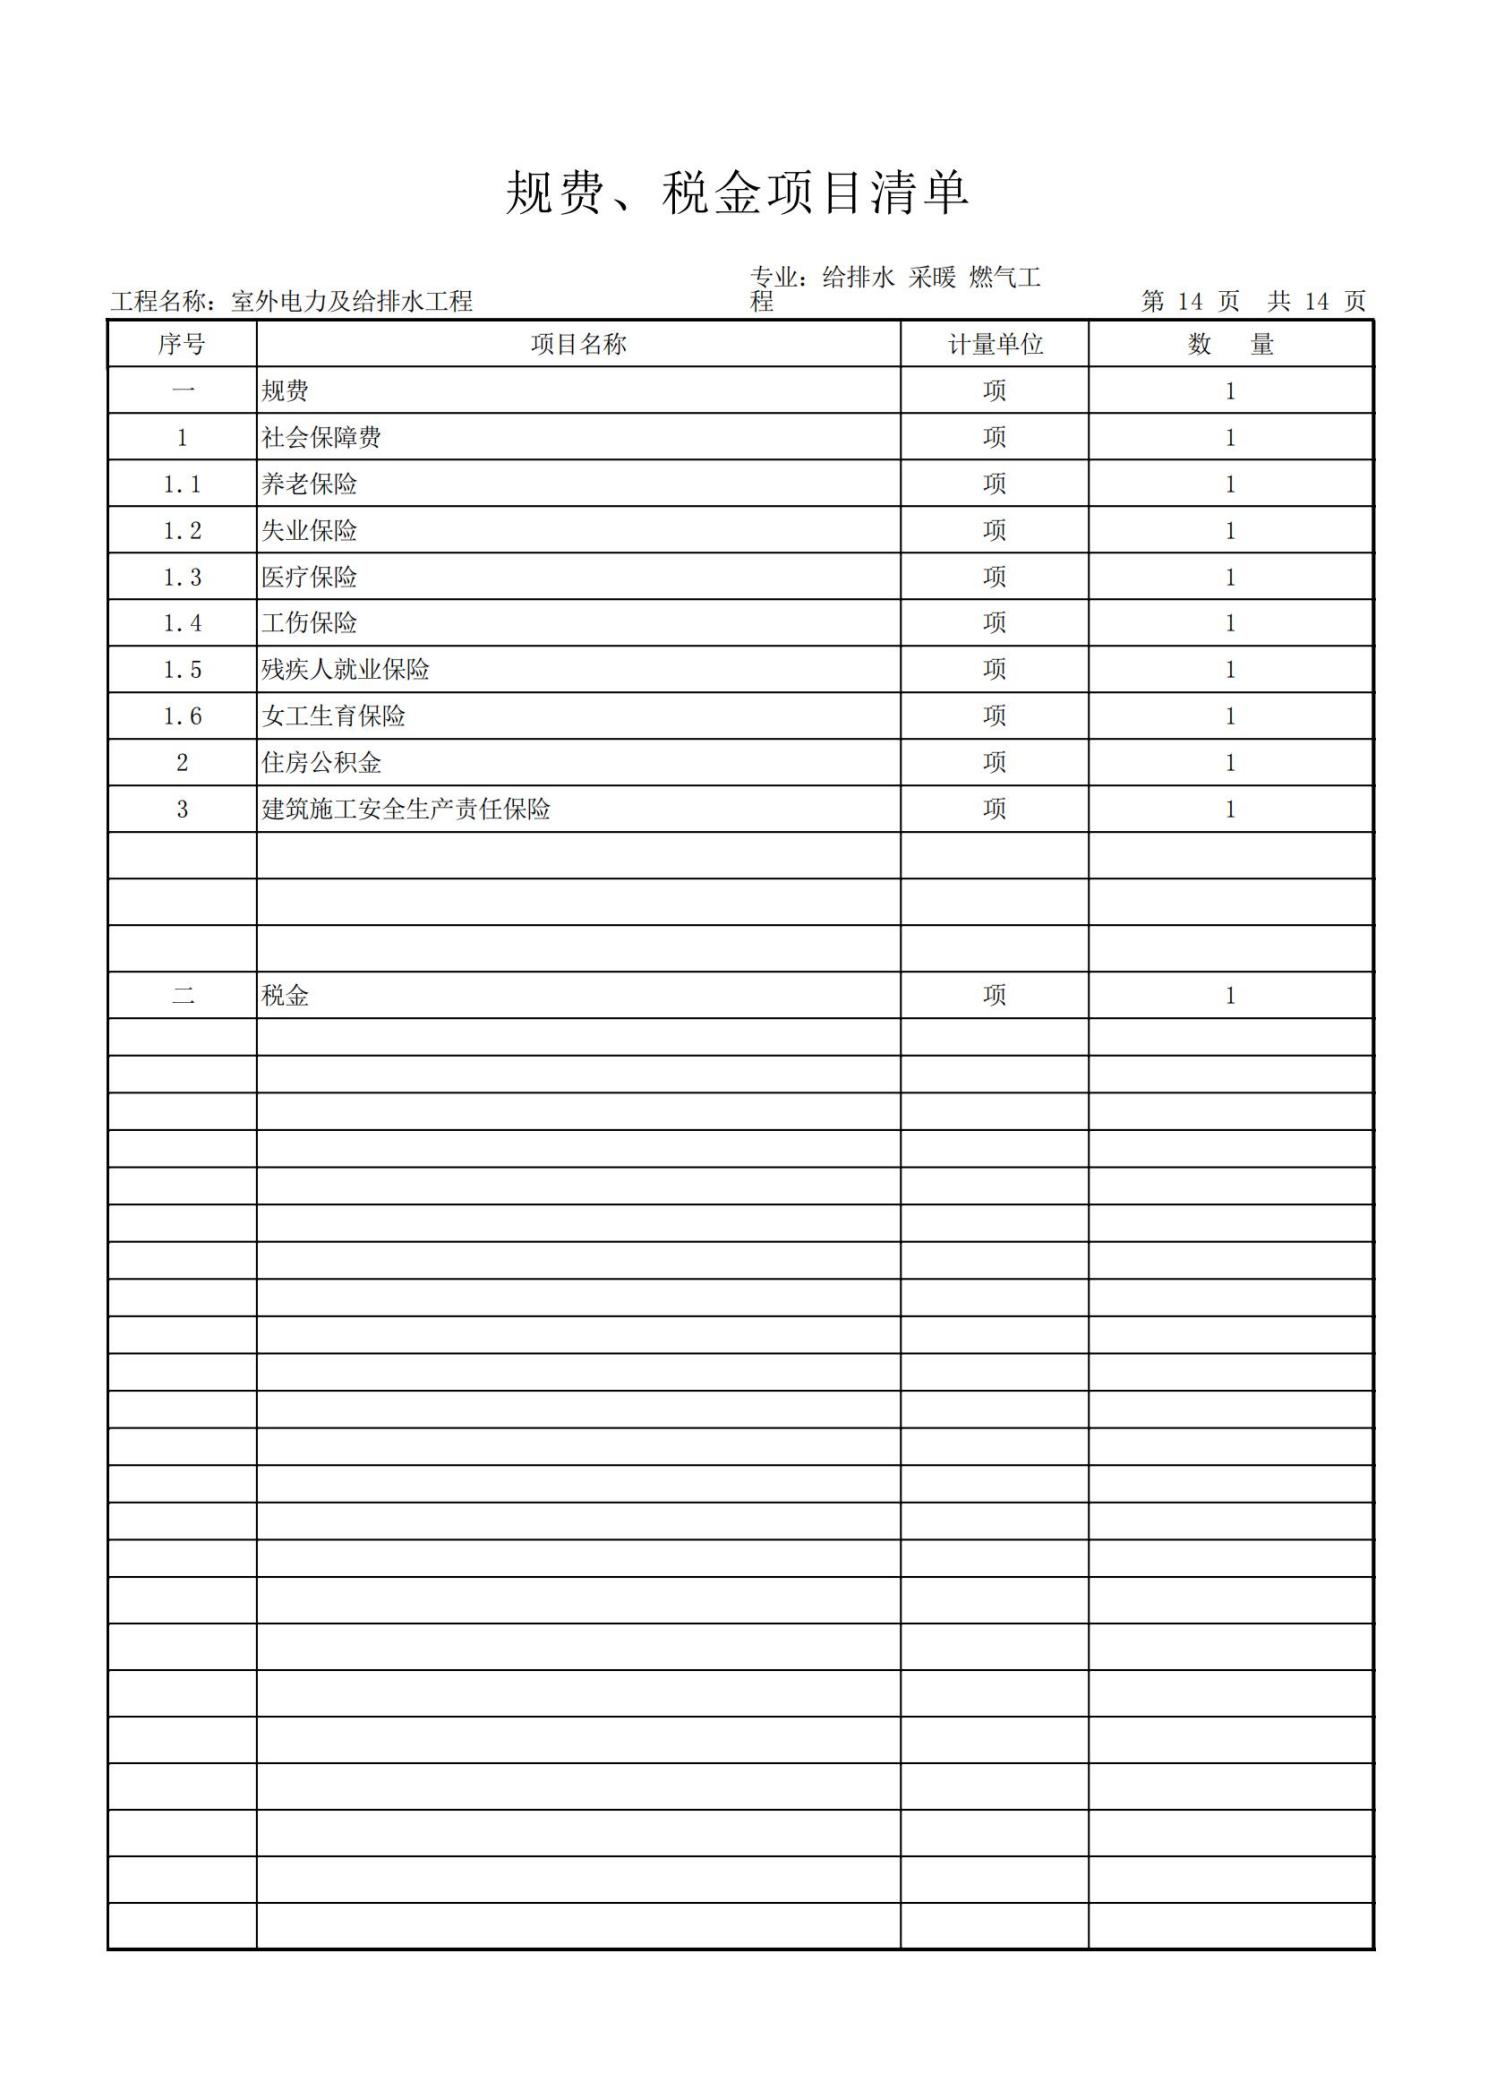 规费、税金项目清单
专业：给排水 采暖 燃气工
工程名称：室外电力及给排水工程 程 第 14 页 共 14 页
序号 项目名称 计量单位 数 量
一 规费 项 1
1 社会保障费 项 1
1.1 养老保险 项 1
1.2 失业保险 项 1
1.3 医疗保险 项 1
1.4 工伤保险 项 1
1.5 残疾人就业保险 项 1
1.6 女工生育保险 项 1
2 住房公积金 项 1
3 建筑施工安全生产责任保险 项 1
二 税金 项 1